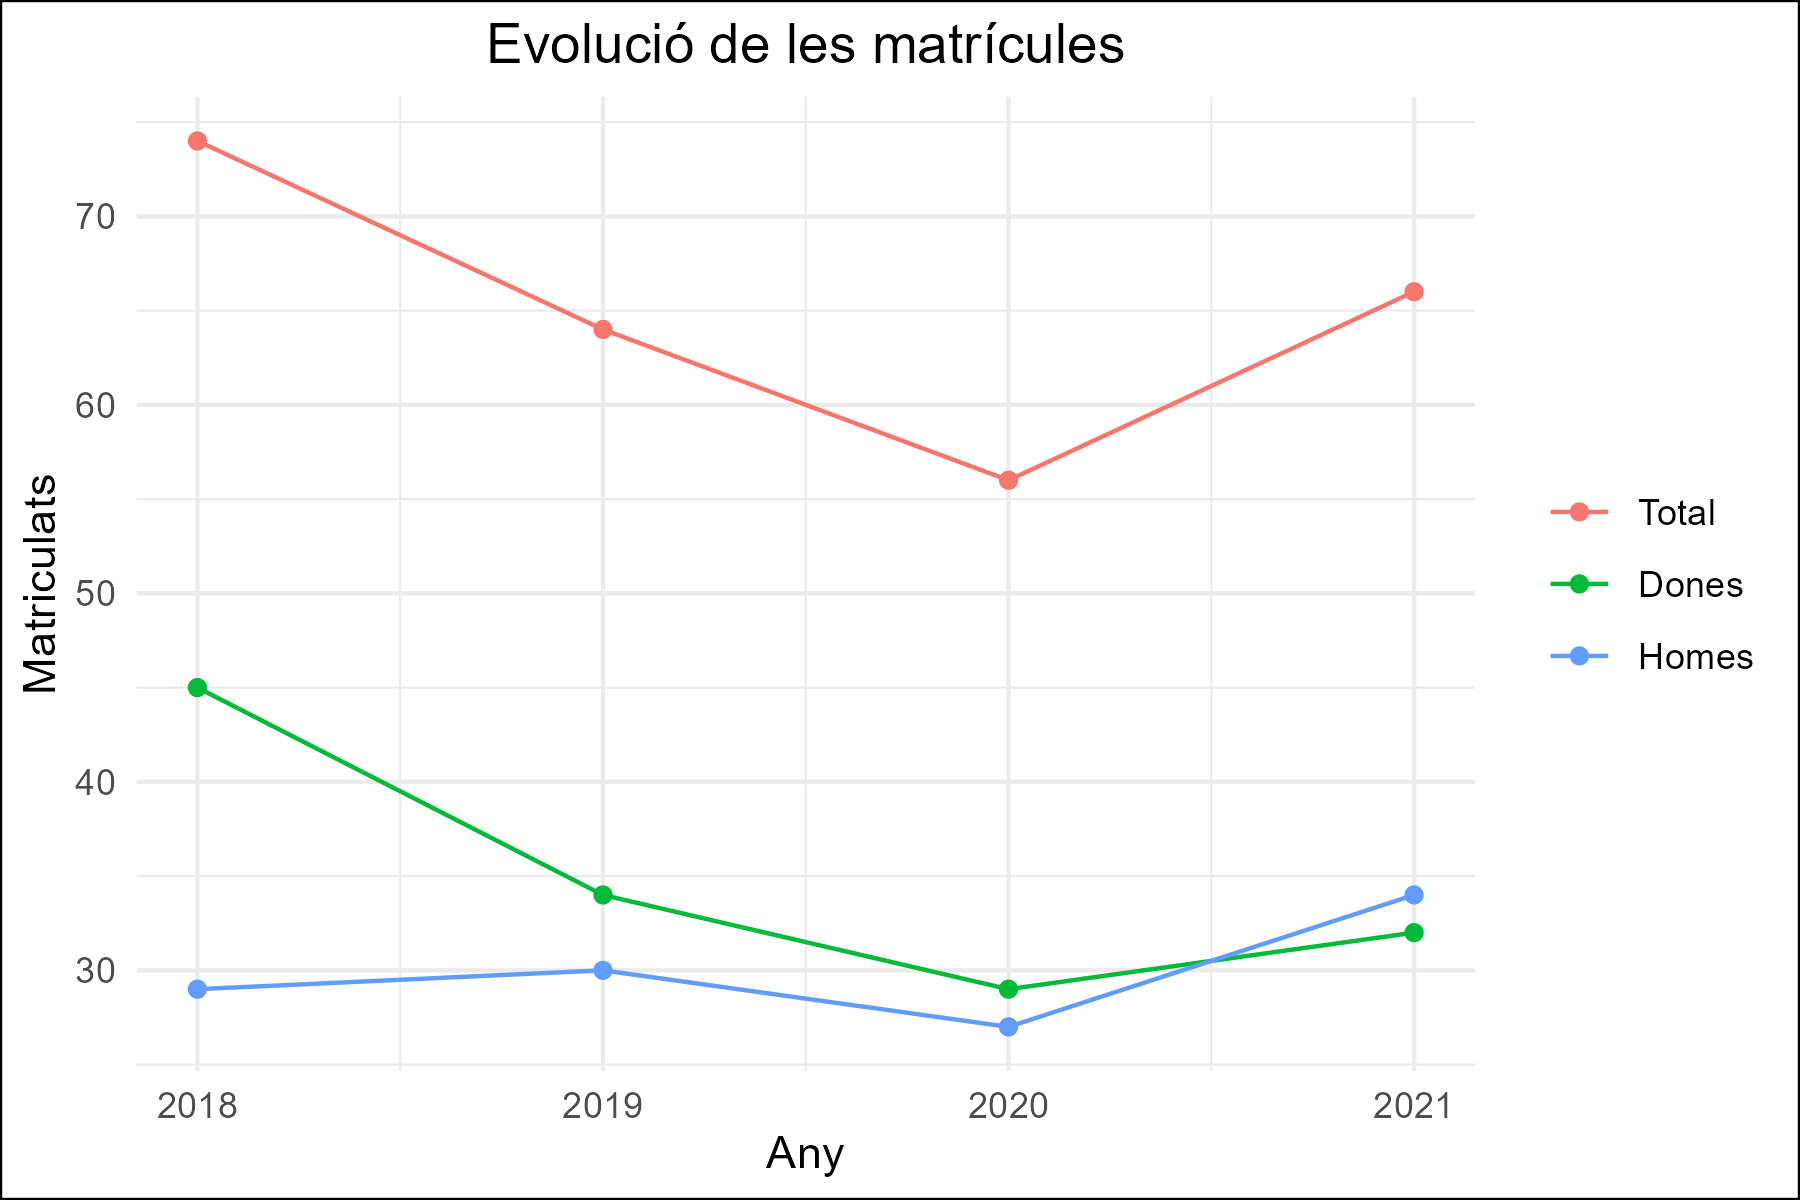 Evolució de les matrícules
Matriculats
70
60
50
40
30
2018 2019 2020 2021
Any
Total
Dones
Homes